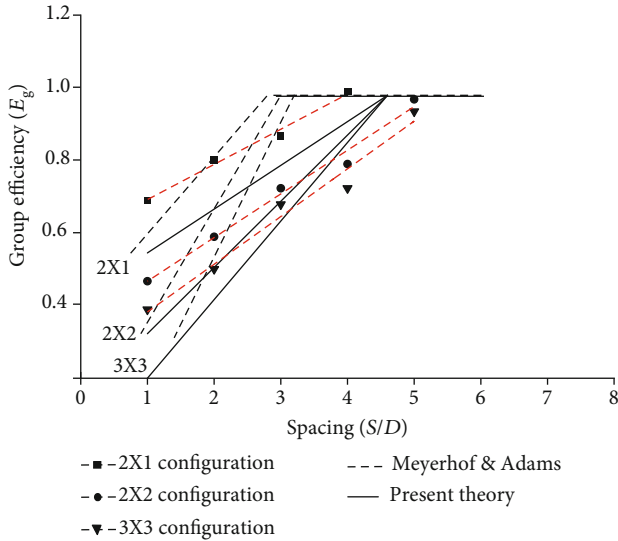 1.2
1.0
0.8
0.6
0.4
Group efficiency (Eg)
2X1
2X2
3X3
0 1 2 3 4 5 6 7 8
Spacing (S/D)
2X1 configuration
2X2 configuration
3X3 configuration
Meyerhof & Adams
Present theory